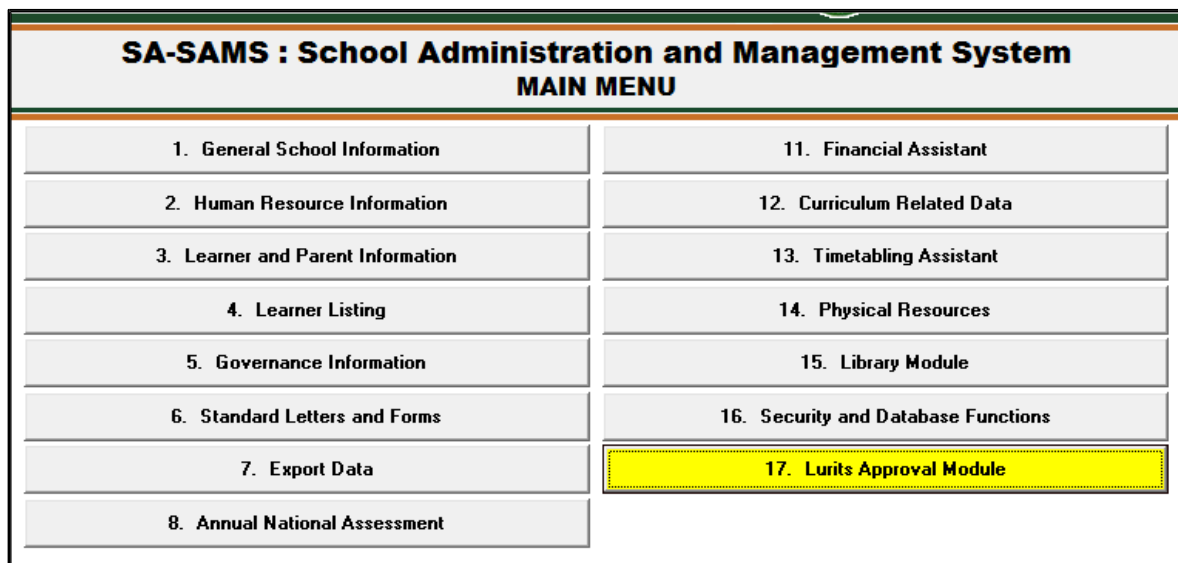 SA-SAMS : School Administration and Management System
MAIN MENU
1. General School Information
2. Human Resource Information
3. Learner and Parent Information
4. Learner Listing
5. Governance Information
6. Standard Letters and Forms
7. Export Data
8. Annual National Assessment
11. Financial Assistant
12. Curriculum Related Data
13. Timetabling Assistant
14. Physical Resources
15. Library Module
16. Security and Database Functions
17. Lurits Approval Module